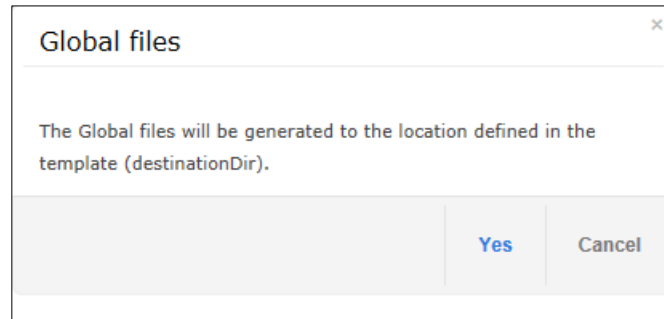 Global files
The Global files will be generated to the location defined in the
template (destinationDir).
Yes
Cancel